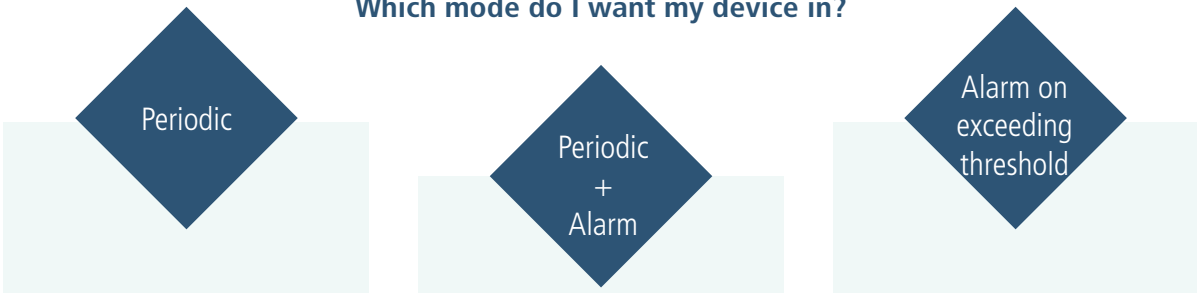 Which mode do I want my device in?
Periodic
Periodic
+
Alarm
Alarm on
exceeding
threshold